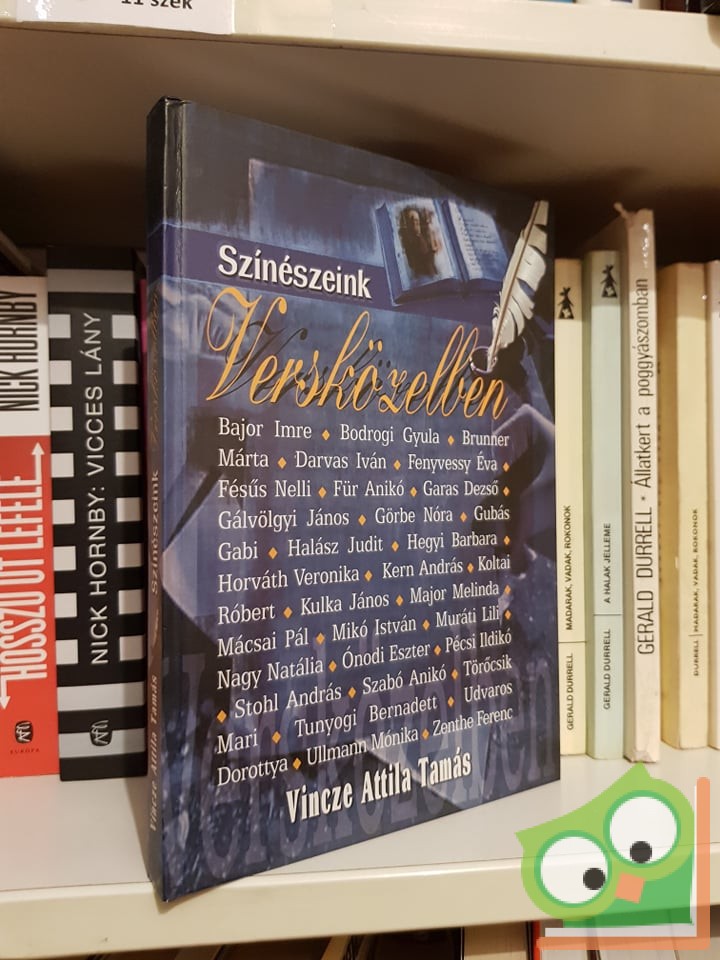 11 szék
Színészeink
Versközelben
Bajor Imre ⬥ Bodrogi Gyula ⬥ Brunner
Márta ⬥ Darvas Iván ⬥ Fenyvessy Éva ⬥
Fésűs Nelli ⬥ Für Anikó ⬥ Garas Dezső ⬥
Gálvölgyi János ⬥ Görbe Nóra ⬥ Gubás
Gabi ⬥ Halász Judit ⬥ Hegyi Barbara ⬥
Horváth Veronika ⬥ Kern András ⬥ Koltai
Róbert ⬥ Kulka János ⬥ Major Melinda ⬥
Mácsai Pál ⬥ Mikó István ⬥ Muráti Lili ⬥
Nagy Natália ⬥ Ónodi Eszter ⬥ Pécsi Ildikó
⬥ Stohl András ⬥ Szabó Anikó ⬥ Törőcsik
Mari ⬥ Tunyogi Bernadett ⬥ Udvaros
Dorottya ⬥ Ullmann Mónika ⬥ Zenthe Ferenc
Vincze Attila Tamás
Vincze Attila Tamás Színészeink Versközelben
NICK HORNBY
HOSSZÚ ÚT LEFELÉ
EURÓPA
NICK HORNBY: VICCES LÁNY
GERALD DURRELL MADARAK, VADAK, ROKONOK
GERALD DURRELL A HALAK JELLEME
GERALD DURRELL • Állatkert a poggyászomban
DURRELL MADARAK, VADAK, ROKONOK